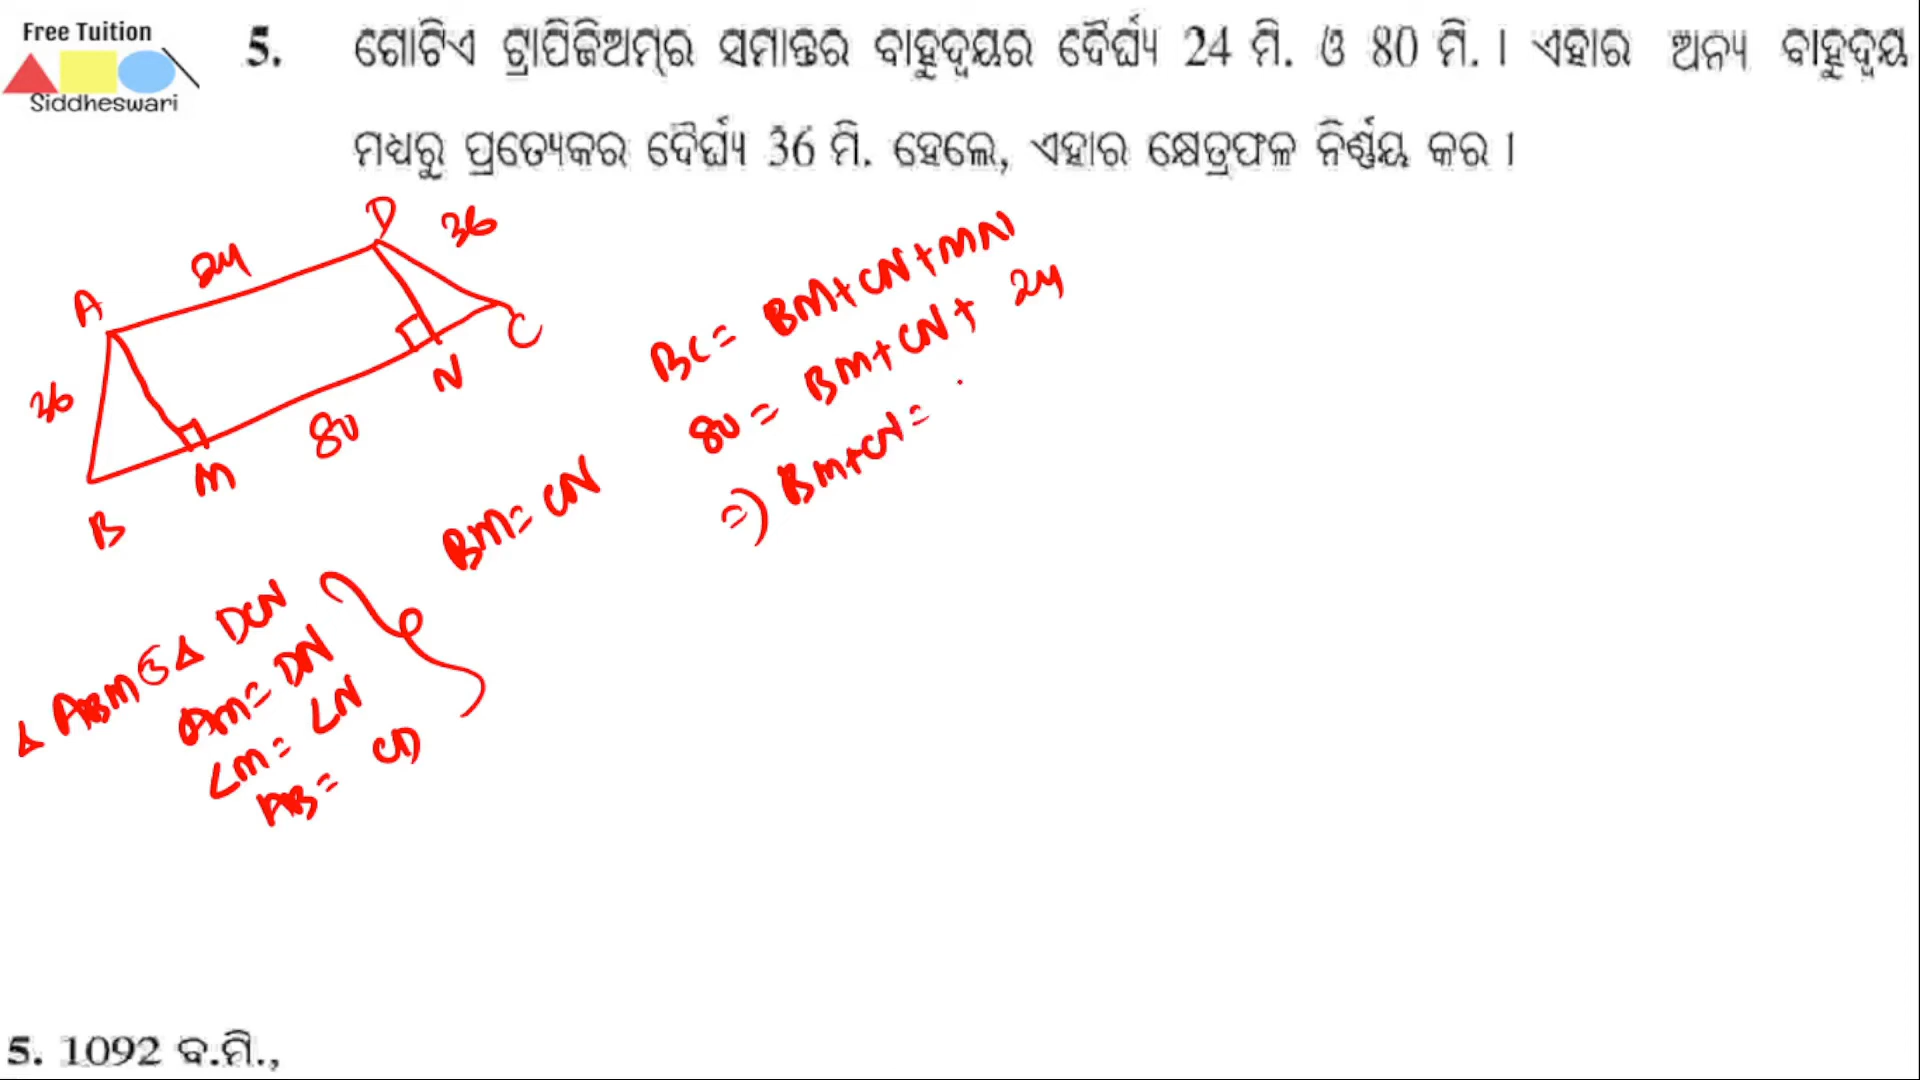 Free Tuition
Siddheswari
5. ଗୋଟିଏ ଟ୍ରାପିଜିଅମ୍‌ର ସମାନ୍ତର ବାହୁଦ୍ୱୟର ଦୈର୍ଘ୍ୟ 24 ମି. ଓ 80 ମି.। ଏହାର ଅନ୍ୟ ବାହୁଦ୍ୱୟ
ମଧ୍ୟରୁ ପ୍ରତ୍ୟେକର ଦୈର୍ଘ୍ୟ 36 ମି. ହେଲେ, ଏହାର କ୍ଷେତ୍ରଫଳ ନିର୍ଣ୍ଣୟ କର।
D
36
24
A
C
36
N
80
M
B
BC = BM+CN+MN
80 = BM+CN+ 24
=) BM+CN =
BM = CN
Δ ABM ଓ Δ DCN
AM = DN
∠M = ∠N
AB = CD
5. 1092 ବ.ମି.,